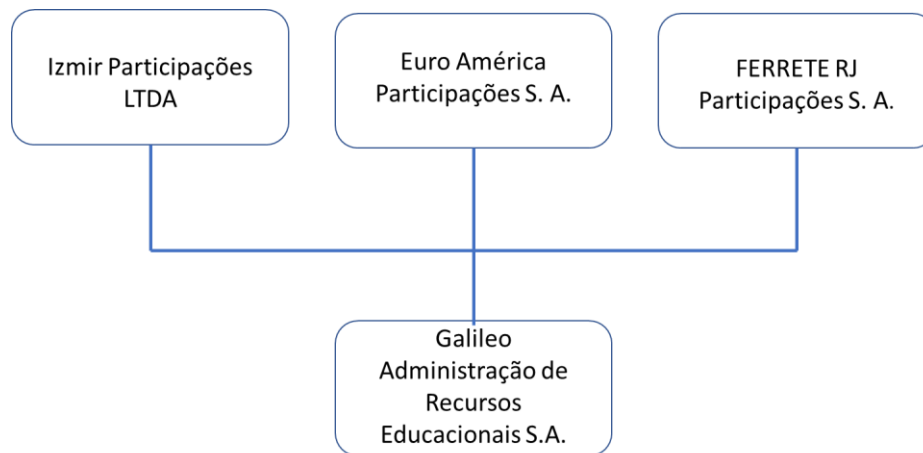 Izmir Participações
LTDA
Euro América
Participações S. A.
FERRETE RJ
Participações S. A.
Galileo
Administração de
Recursos
Educacionais S.A.